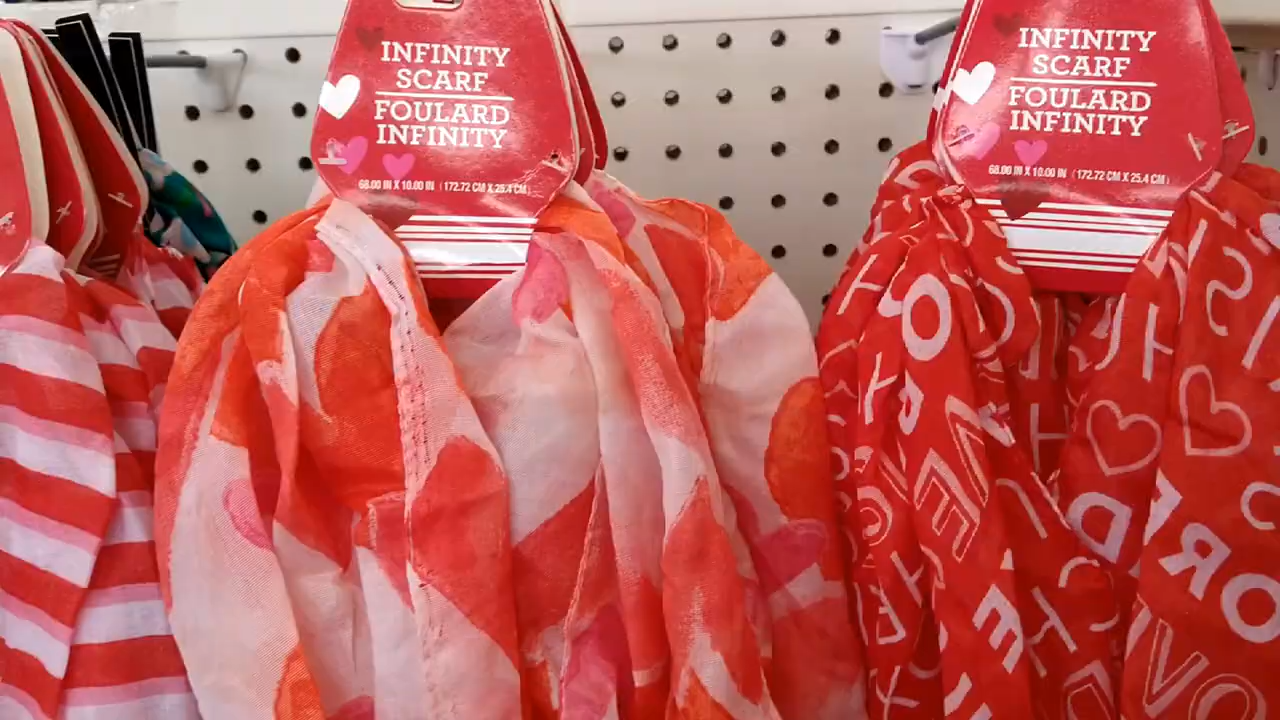 INFINITY
SCARF
FOULARD
INFINITY
68.00 IN X 10.00 IN (172.72 CM X 25.4 CM)
INFINITY
SCARF
FOULARD
INFINITY
68.00 IN X 10.00 IN (172.72 CM X 25.4 CM)